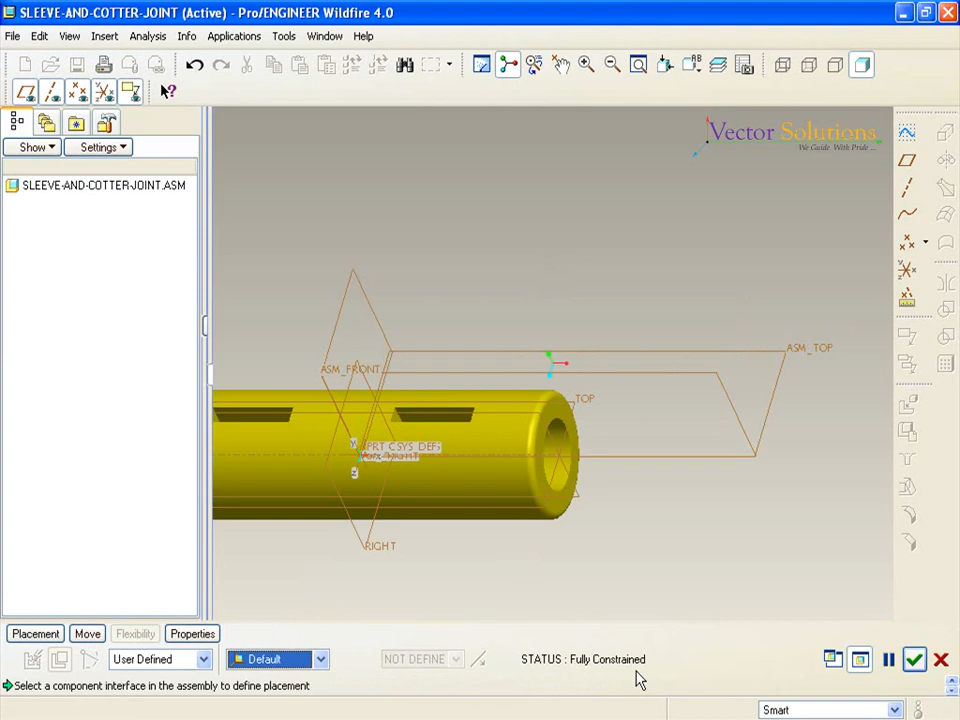 SLEEVE-AND-COTTER-JOINT (Active) - Pro/ENGINEER Wildfire 4.0
File Edit View Insert Analysis Info Applications Tools Window Help
Show Settings
SLEEVE-AND-COTTER-JOINT.ASM
Vector Solutions
We Guide With Pride ...
ASM_TOP
ASM_FRONT
TOP
Y
PRT_CSYS_DEF
Z
RIGHT
Placement Move Flexibility Properties
User Defined Default NOT DEFINE STATUS : Fully Constrained
Select a component interface in the assembly to define placement
Smart